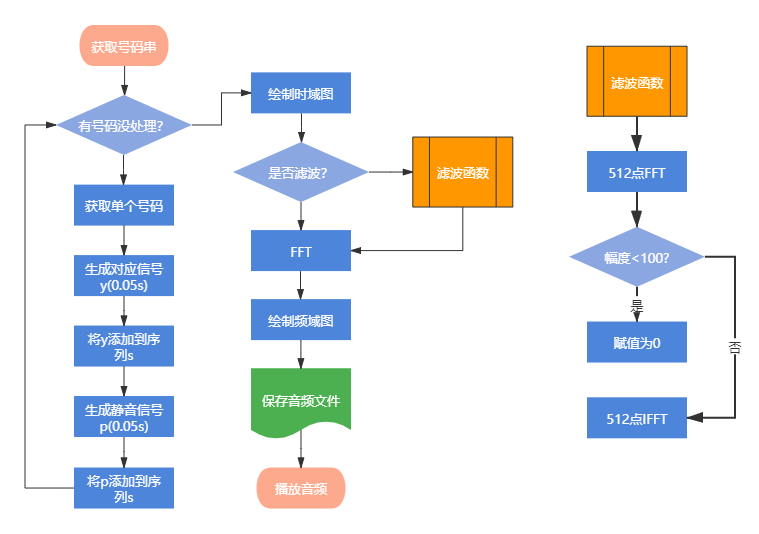 获取号码串
有号码没处理?
获取单个号码
生成对应信号
y(0.05s)
将y添加到序
列s
生成静音信号
p(0.05s)
将p添加到序
列s
绘制时域图
是否滤波?
滤波函数
FFT
绘制频域图
保存音频文件
播放音频
滤波函数
512点FFT
幅度<100?
是
否
赋值为0
512点IFFT